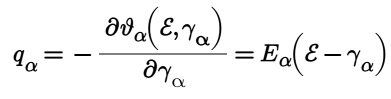 q_α = − ∂ϑ_α(ℰ, γ_α) / ∂γ_α = E_α(ℰ − γ_α)